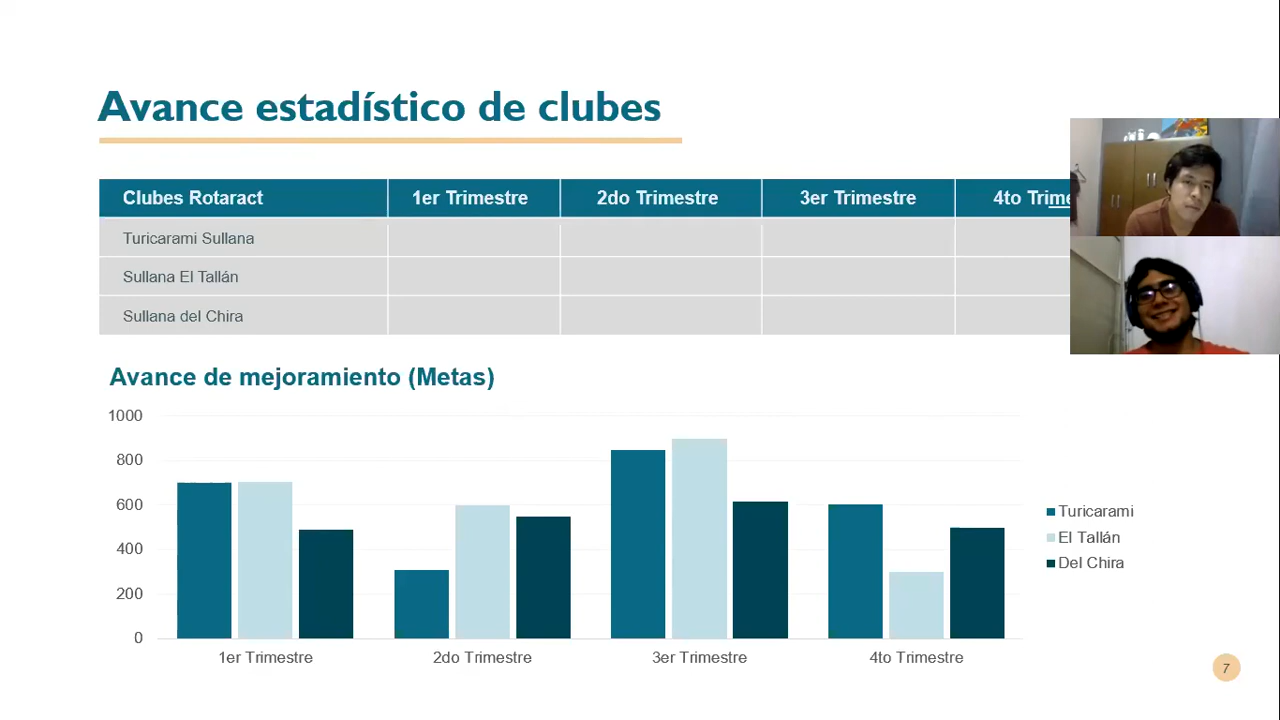 Avance estadístico de clubes
Clubes Rotaract 1er Trimestre 2do Trimestre 3er Trimestre 4to Trime
Turicarami Sullana
Sullana El Tallán
Sullana del Chira
Avance de mejoramiento (Metas)
1000
800
600
400
200
0
1er Trimestre 2do Trimestre 3er Trimestre 4to Trimestre
Turicarami
El Tallán
Del Chira
7